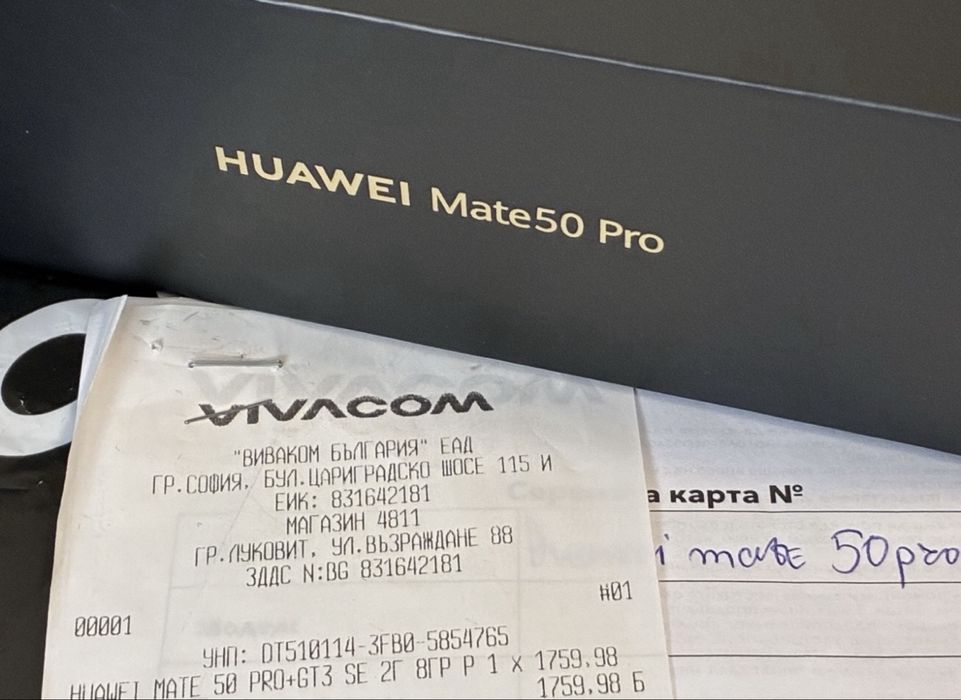 HUAWEI Mate50 Pro
VIVACOM
"ВИВАКОМ БЪЛГАРИЯ" ЕАД
ГР.СОФИЯ, БУЛ.ЦАРИГРАДСКО ШОСЕ 115 И
ЕИК: 831642181
МАГАЗИН 4811
ГР.ЛУКОВИТ, УЛ.ВЪЗРАЖДАНЕ 88
ЗДДС N:BG 831642181
#01
00001
УНП: DT510114-3FB0-5854765
HUAWEI MATE 50 PRO+GT3 SE 2Г 8ГР Р 1 X 1759.98
1759.98 Б
а карта №
i mate 50pro